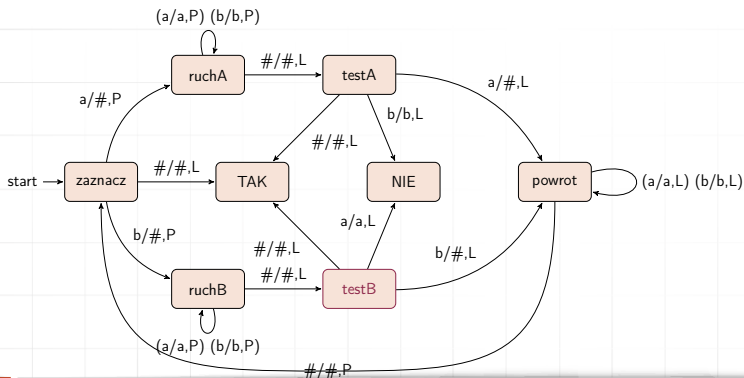 (a/a,P) (b/b,P)
ruchA
#/#,L
testA
a/#,L
a/#,P
b/b,L
#/#,L
start
zaznacz
#/#,L
TAK
NIE
powrot
(a/a,L) (b/b,L)
a/a,L
b/#,P
#/#,L
b/#,L
#/#,L
ruchB
testB
(a/a,P) (b/b,P)
#/#,P